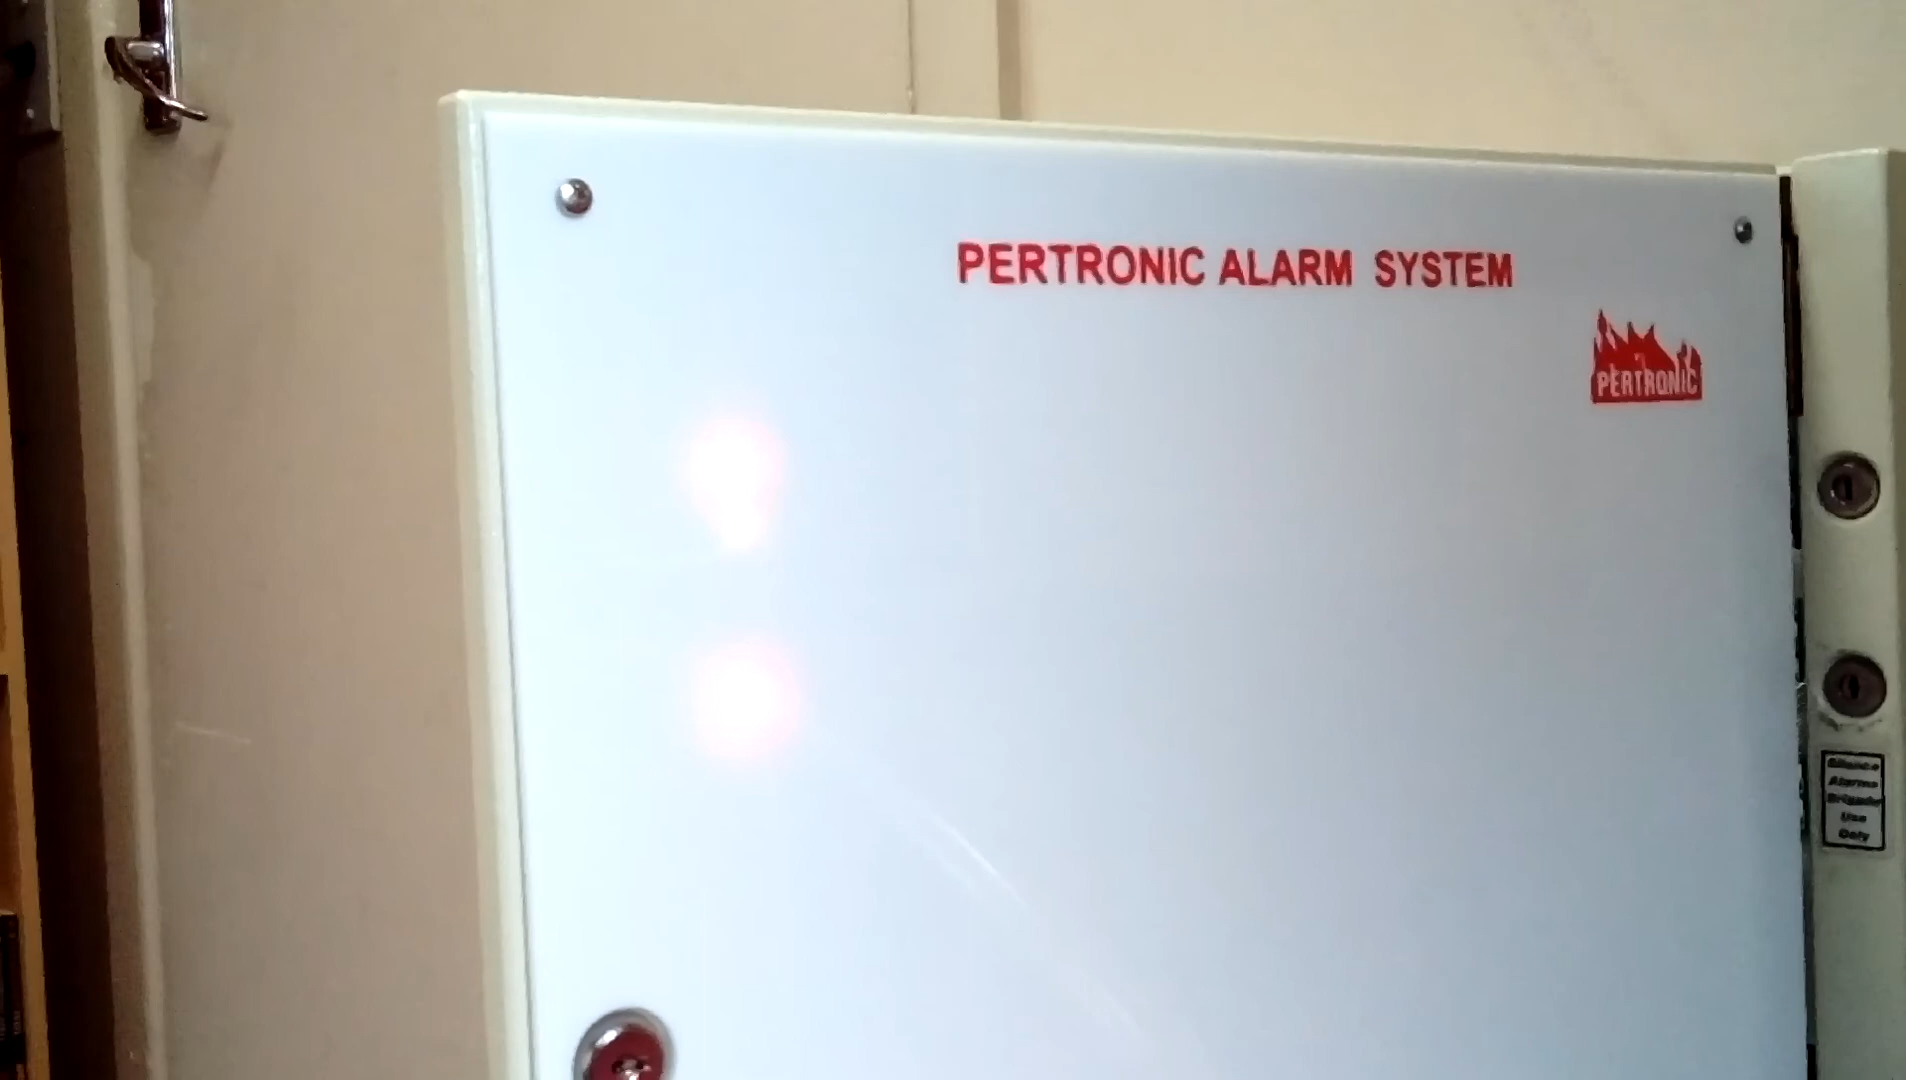 PERTRONIC ALARM SYSTEM
PERTRONIC
Silence
Alarms
Brigade
Use
Only